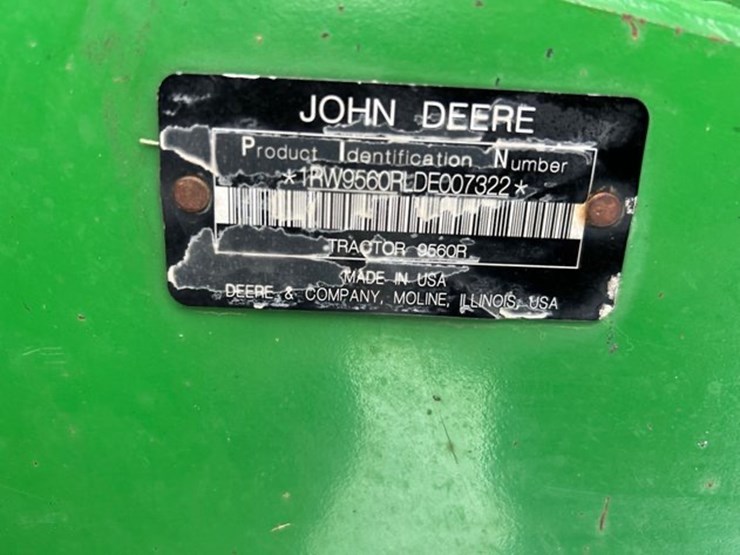 JOHN DEERE
Product Identification Number
*1RW9560RLDE007322*
TRACTOR 9560R
MADE IN USA
DEERE & COMPANY, MOLINE, ILLINOIS, USA